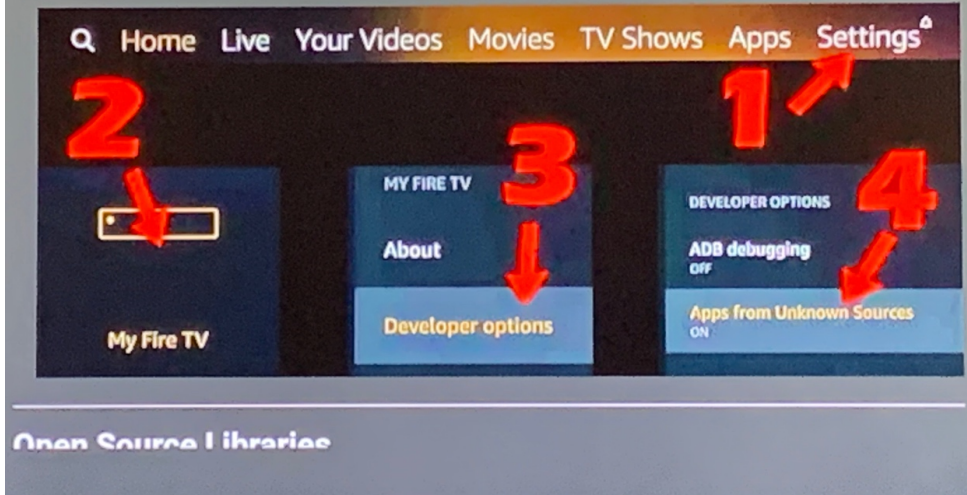 Home Live Your Videos Movies TV Shows Apps Settings
1
2
3
4
My Fire TV
MY FIRE TV
About
Developer options
DEVELOPER OPTIONS
ADB debugging
OFF
Apps from Unknown Sources
ON
Open Source Libraries